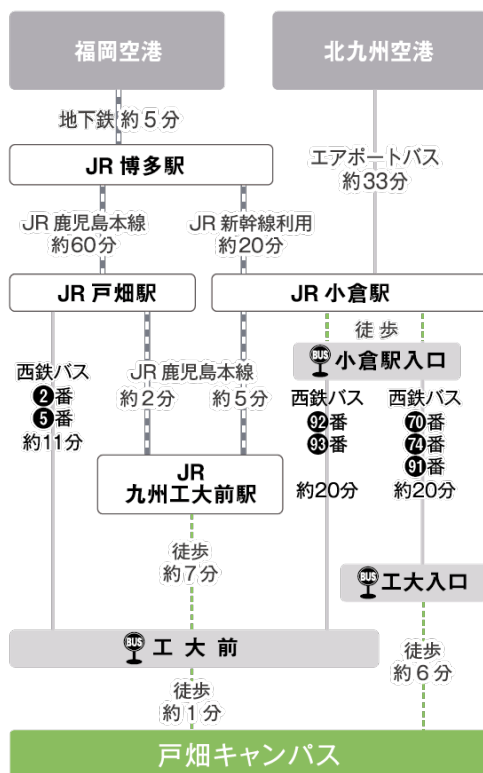 福岡空港
北九州空港
地下鉄 約5分
エアポートバス
約33分
JR 博多駅
JR 鹿児島本線
約60分
JR 新幹線利用
約20分
JR 戸畑駅
JR 小倉駅
徒歩
BUS 小倉駅入口
西鉄バス
2番
5番
約11分
JR 鹿児島本線
約2分
約5分
西鉄バス
92番
93番
約20分
西鉄バス
70番
74番
91番
約20分
JR
九州工大前駅
徒歩
約7分
BUS 工大入口
BUS 工大前
徒歩
約1分
徒歩
約6分
戸畑キャンパス